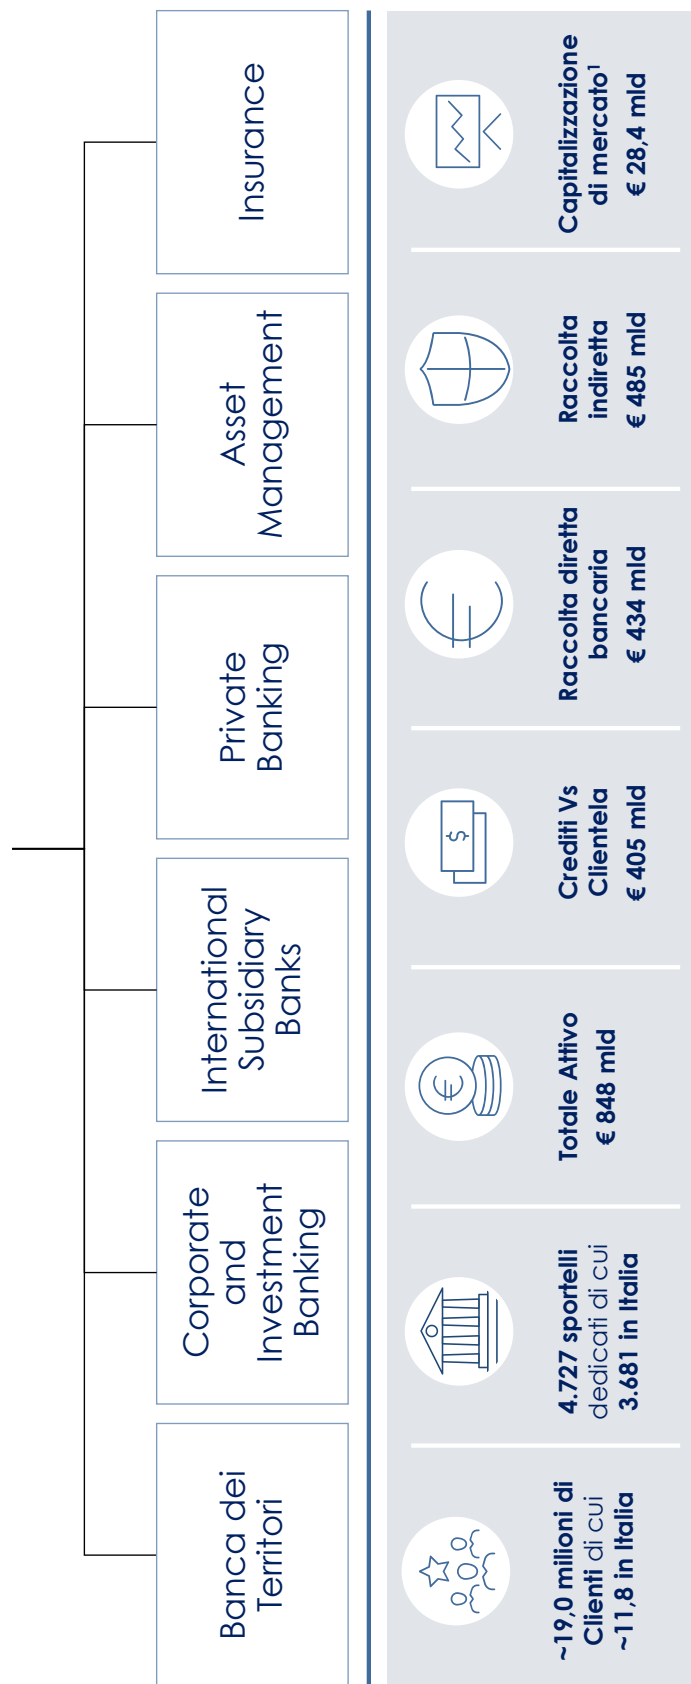 Banca dei
Territori
Corporate
and
Investment
Banking
International
Subsidiary
Banks
Private
Banking
Asset
Management
Insurance
~19,0 milioni di
Clienti di cui
~11,8 in Italia
4.727 sportelli
dedicati di cui
3.681 in Italia
Totale Attivo
€ 848 mld
$
Crediti Vs
Clientela
€ 405 mld
Raccolta diretta
bancaria
€ 434 mld
Raccolta
indiretta
€ 485 mld
Capitalizzazione
di mercato¹
€ 28,4 mld